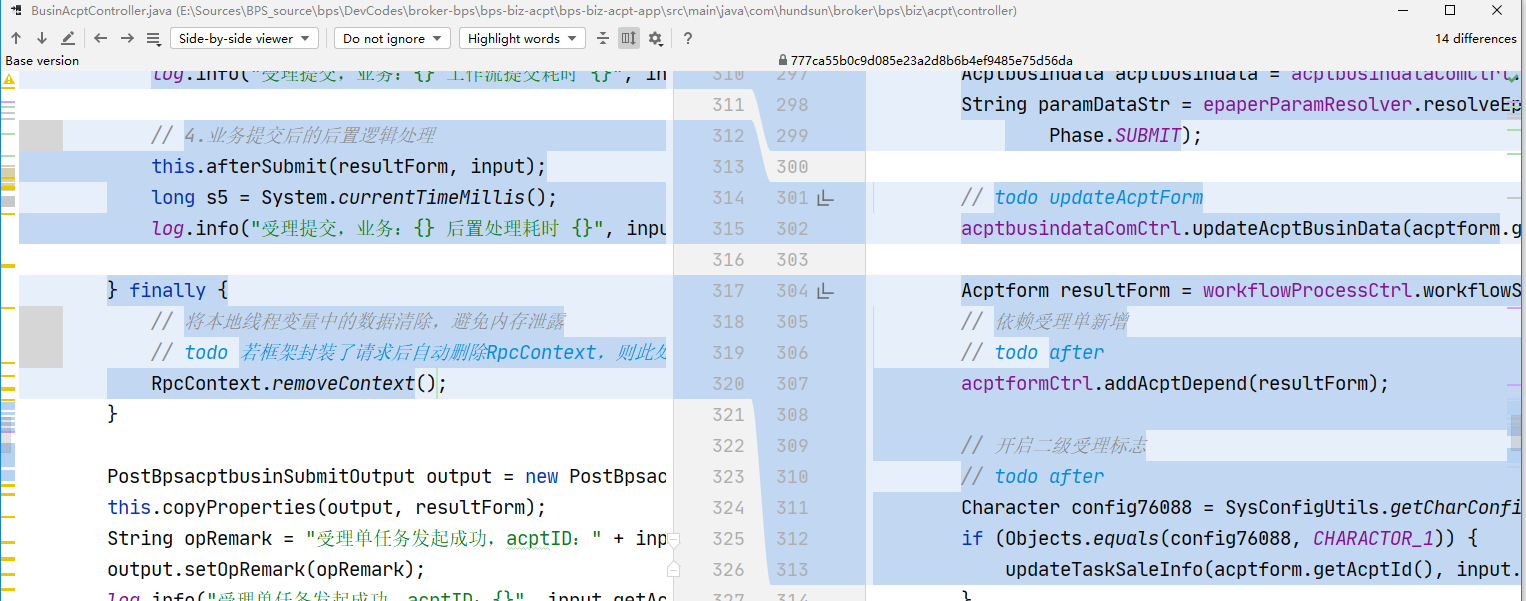 BusinAcptController.java (E:\Sources\BPS_source\bps\DevCodes\broker-bps\bps-biz-acpt\bps-biz-acpt-app\src\main\java\com\hundsun\broker\bps\biz\acpt\controller)
Side-by-side viewer
Do not ignore
Highlight words
?
14 differences
Base version
777ca55b0c9d085e23a2d8b6b4ef9485e75d56da
log.info("受理提交，业务：{} 工作流提交耗时 {}", in
310 297
Acptbusindata acptbusindata = acptbusindataComCtrl.
311 298
String paramDataStr = epaperParamResolver.resolveEp
// 4.业务提交后的后置逻辑处理
312 299
Phase.SUBMIT);
this.afterSubmit(resultForm, input);
313 300
long s5 = System.currentTimeMillis();
314 301
// todo updateAcptForm
log.info("受理提交，业务：{} 后置处理耗时 {}", inpu
315 302
acptbusindataComCtrl.updateAcptBusinData(acptform.g
316 303
} finally {
317 304
Acptform resultForm = workflowProcessCtrl.workflowS
// 将本地线程变量中的数据清除，避免内存泄露
318 305
// 依赖受理单新增
// todo 若框架封装了请求后自动删除RpcContext，则此处
319 306
// todo after
RpcContext.removeContext();
320 307
acptformCtrl.addAcptDepend(resultForm);
}
321 308
322 309
// 开启二级受理标志
PostBpsacptbusinSubmitOutput output = new PostBpsac
323 310
// todo after
this.copyProperties(output, resultForm);
324 311
Character config76088 = SysConfigUtils.getCharConfi
String opRemark = "受理单任务发起成功，acptID：" + inp
325 312
if (Objects.equals(config76088, CHARACTOR_1)) {
output.setOpRemark(opRemark);
326 313
updateTaskSaleInfo(acptform.getAcptId(), input.
log.info("受理单任务发起成功，acptID：{}", input.getAc
327 314
}